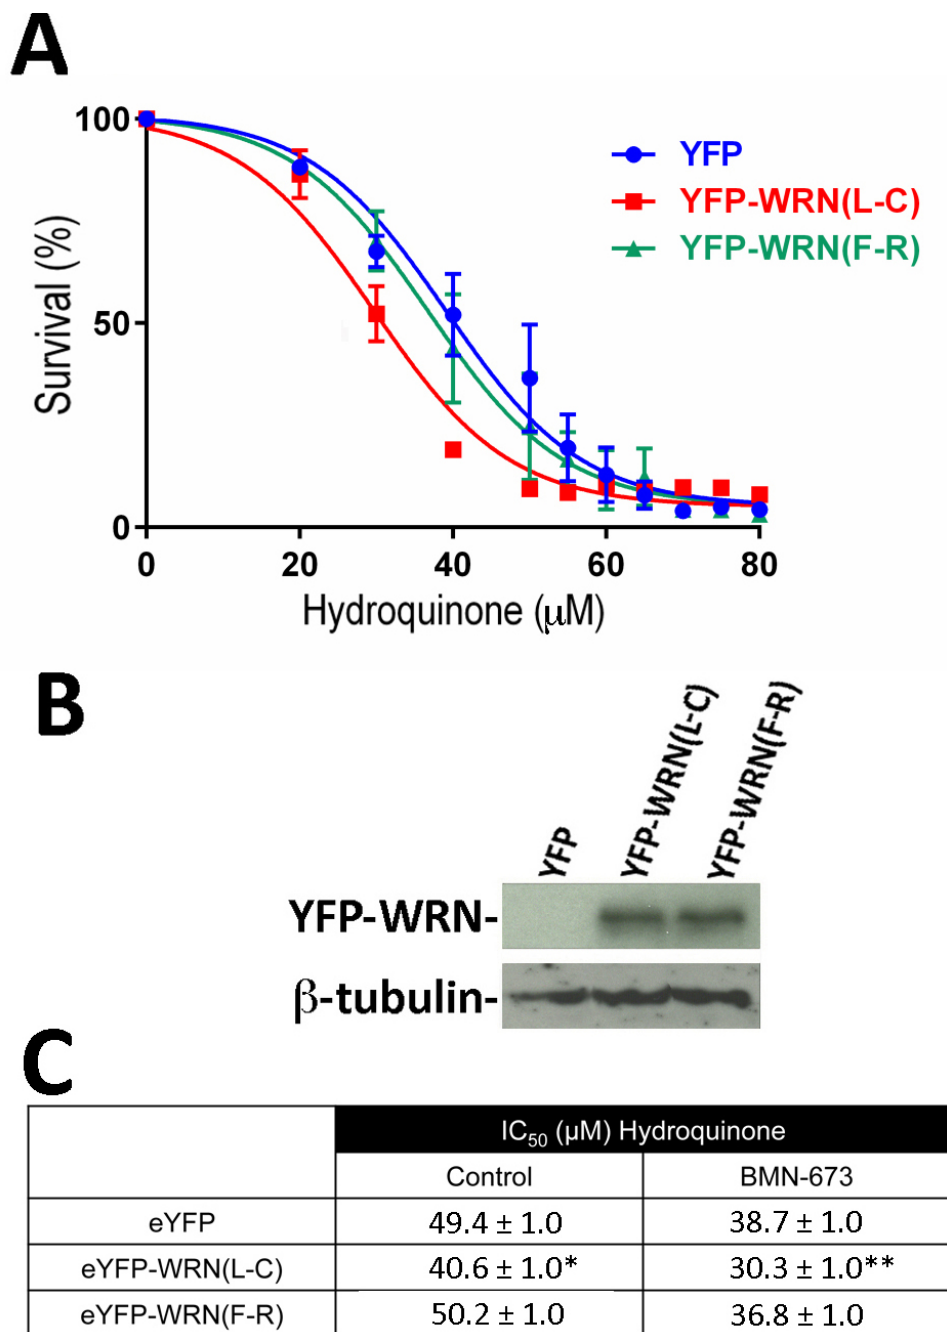 A
100
50
0
0 20 40 60 80
Survival (%)
Hydroquinone (μM)
YFP
YFP-WRN(L-C)
YFP-WRN(F-R)
B
YFP YFP-WRN(L-C) YFP-WRN(F-R)
YFP-WRN-
β-tubulin-
C
IC₅₀ (μM) Hydroquinone
Control BMN-673
eYFP 49.4 ± 1.0 38.7 ± 1.0
eYFP-WRN(L-C) 40.6 ± 1.0* 30.3 ± 1.0**
eYFP-WRN(F-R) 50.2 ± 1.0 36.8 ± 1.0